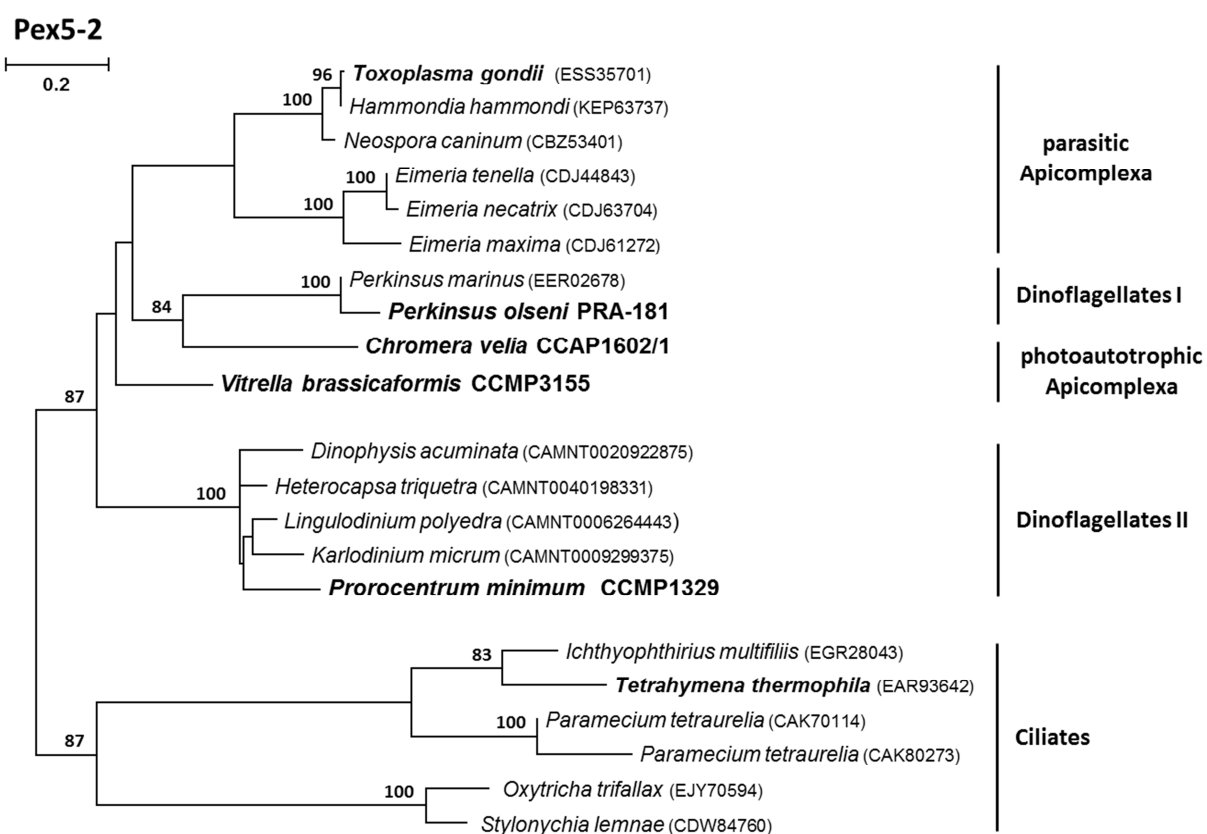 Pex5-2
0.2
96 Toxoplasma gondii (ESS35701)
100
Hammondia hammondi (KEP63737)
Neospora caninum (CBZ53401)
parasitic
Apicomplexa
100 Eimeria tenella (CDJ44843)
100
Eimeria necatrix (CDJ63704)
Eimeria maxima (CDJ61272)
100 Perkinsus marinus (EER02678)
Dinoflagellates I
84
Perkinsus olseni PRA-181
Chromera velia CCAP1602/1
photoautotrophic
Apicomplexa
Vitrella brassicaformis CCMP3155
87
Dinophysis acuminata (CAMNT0020922875)
100
Heterocapsa triquetra (CAMNT0040198331)
Lingulodinium polyedra (CAMNT0006264443)
Dinoflagellates II
Karlodinium micrum (CAMNT0009299375)
Prorocentrum minimum CCMP1329
83 Ichthyophthirius multifiliis (EGR28043)
Tetrahymena thermophila (EAR93642)
100 Paramecium tetraurelia (CAK70114)
Ciliates
87
Paramecium tetraurelia (CAK80273)
100 Oxytricha trifallax (EJY70594)
Stylonychia lemnae (CDW84760)